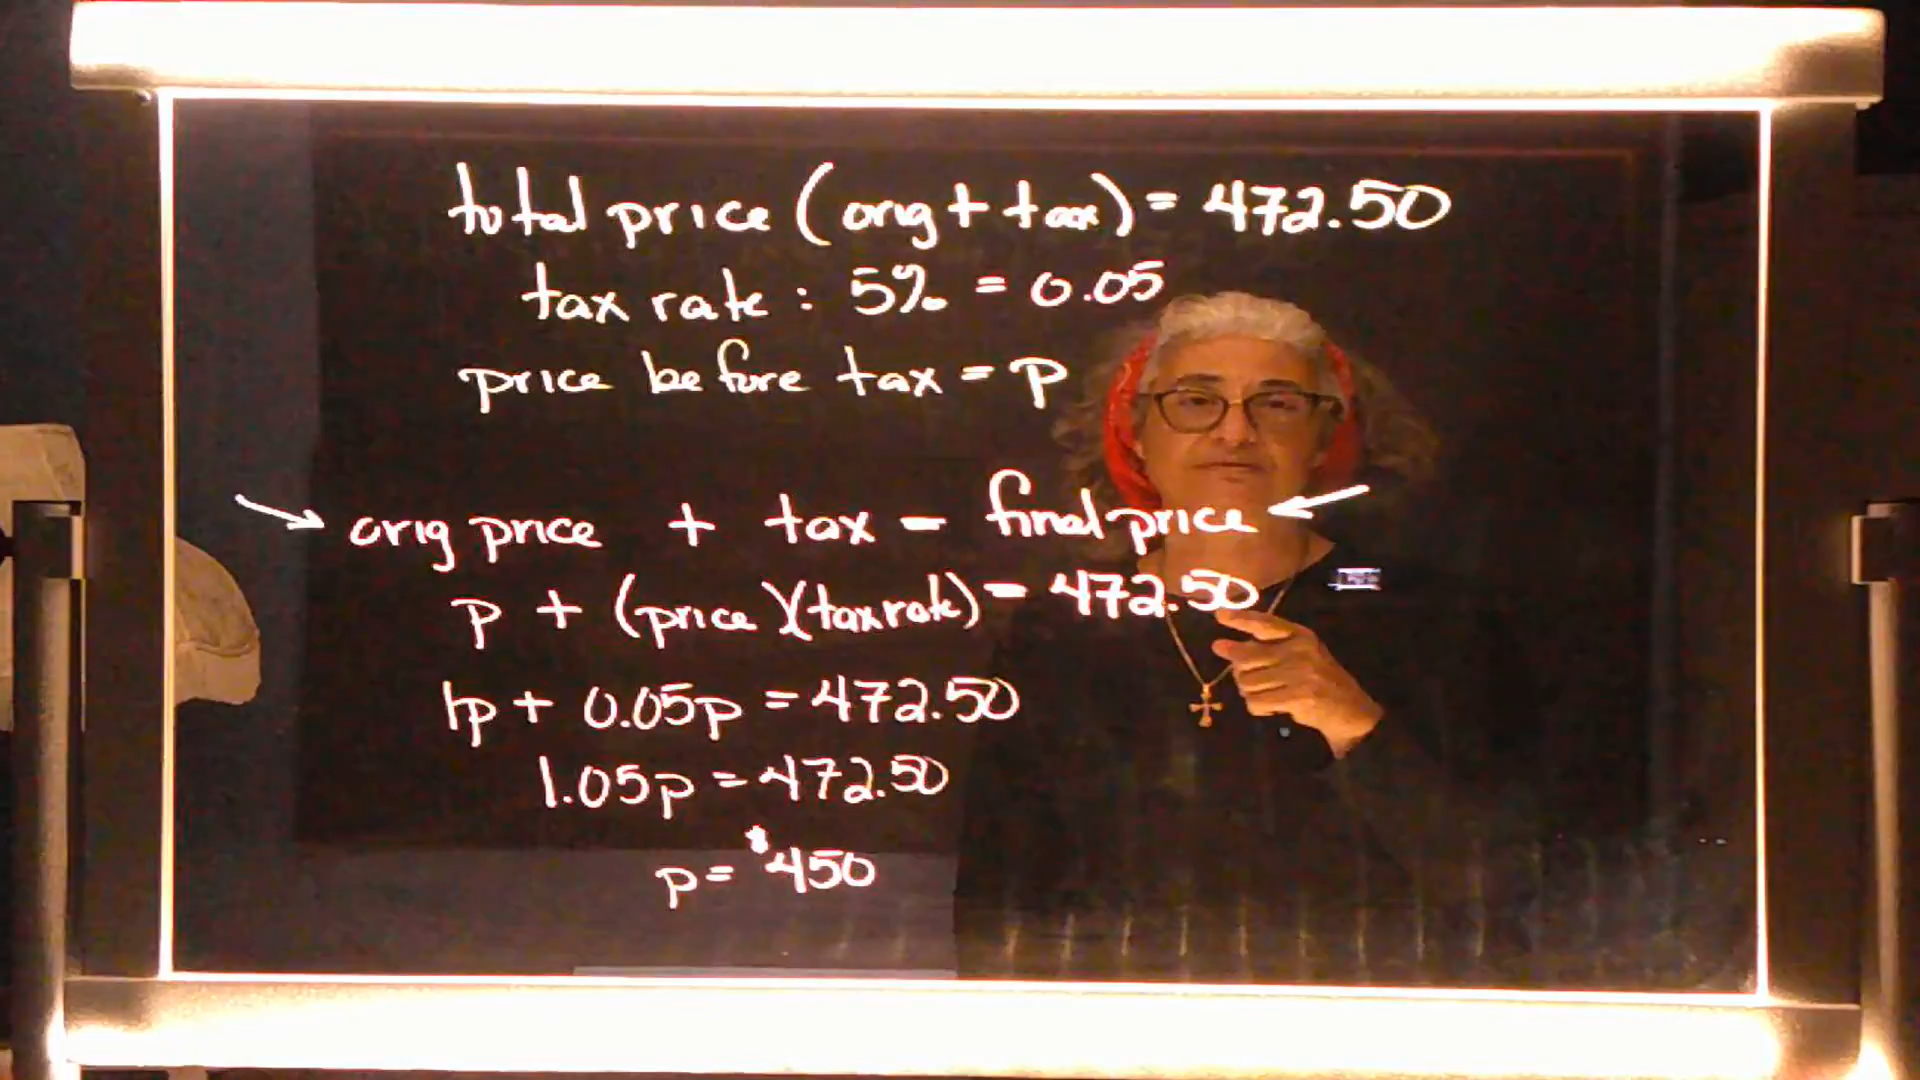 total price (orig + tax) = 472.50
tax rate : 5% = 0.05
price before tax = p
orig price + tax = final price
p + (price)(tax rate) = 472.50
1p + 0.05p = 472.50
1.05p = 472.50
p = $450